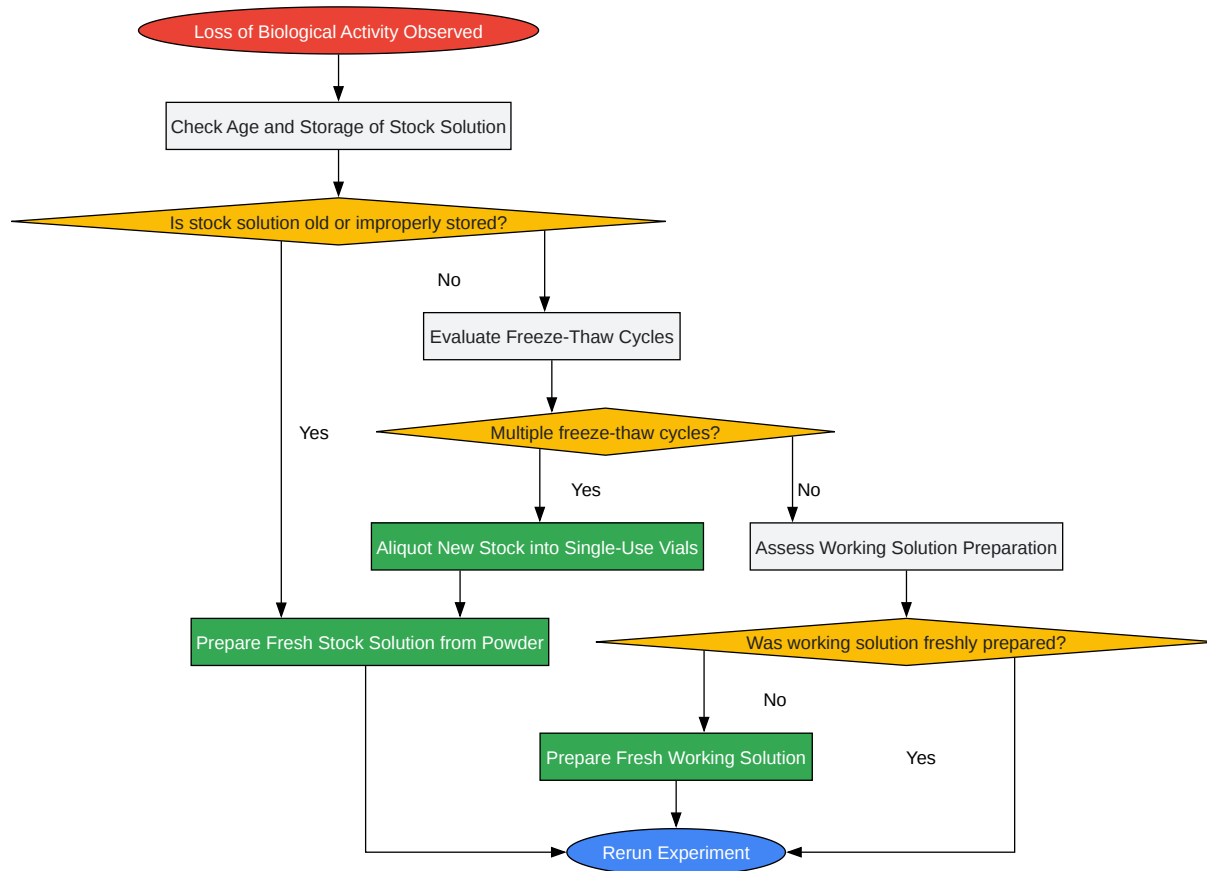 Loss of Biological Activity Observed
Check Age and Storage of Stock Solution
Is stock solution old or improperly stored?
No
Evaluate Freeze-Thaw Cycles
Yes
Multiple freeze-thaw cycles?
Yes
No
Aliquot New Stock into Single-Use Vials
Assess Working Solution Preparation
Prepare Fresh Stock Solution from Powder
Was working solution freshly prepared?
No
Prepare Fresh Working Solution
Yes
Rerun Experiment